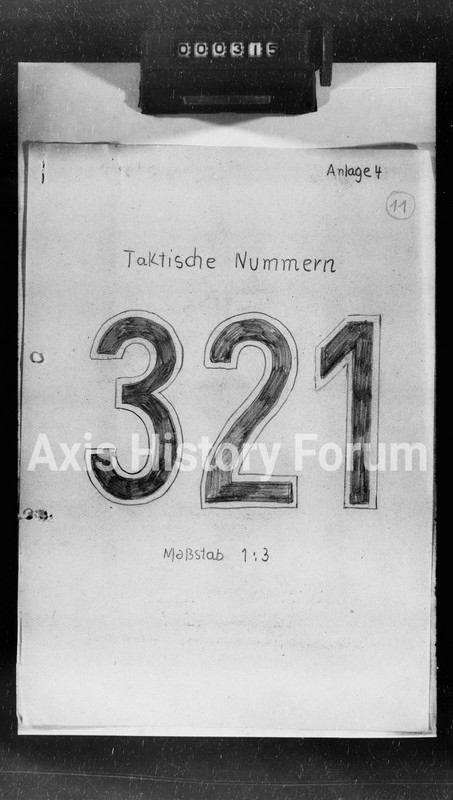 000315
Anlage 4
11
Taktische Nummern
321
Axis History Forum
Maßstab 1:3